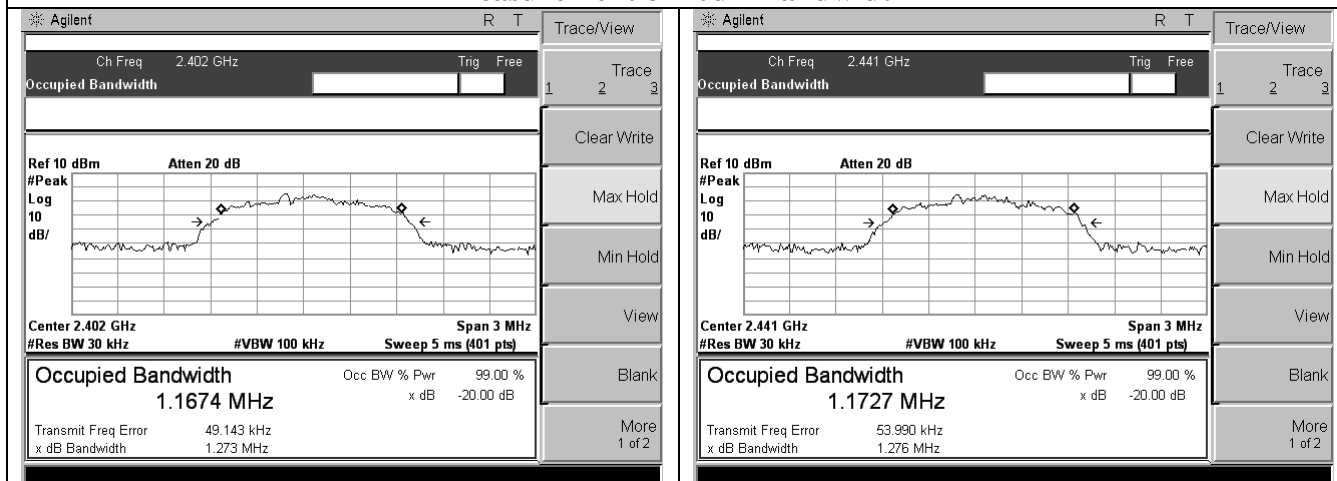 Agilent R T
Ch Freq 2.402 GHz Trig Free
Occupied Bandwidth
Ref 10 dBm Atten 20 dB
#Peak
Log
10
dB/
Center 2.402 GHz Span 3 MHz
#Res BW 30 kHz #VBW 100 kHz Sweep 5 ms (401 pts)
Occupied Bandwidth Occ BW % Pwr 99.00 %
1.1674 MHz x dB -20.00 dB
Transmit Freq Error 49.143 kHz
x dB Bandwidth 1.273 MHz
Trace/View
Trace
1 2 3
Clear Write
Max Hold
Min Hold
View
Blank
More
1 of 2
Agilent R T
Ch Freq 2.441 GHz Trig Free
Occupied Bandwidth
Ref 10 dBm Atten 20 dB
#Peak
Log
10
dB/
Center 2.441 GHz Span 3 MHz
#Res BW 30 kHz #VBW 100 kHz Sweep 5 ms (401 pts)
Occupied Bandwidth Occ BW % Pwr 99.00 %
1.1727 MHz x dB -20.00 dB
Transmit Freq Error 53.990 kHz
x dB Bandwidth 1.276 MHz
Trace/View
Trace
1 2 3
Clear Write
Max Hold
Min Hold
View
Blank
More
1 of 2